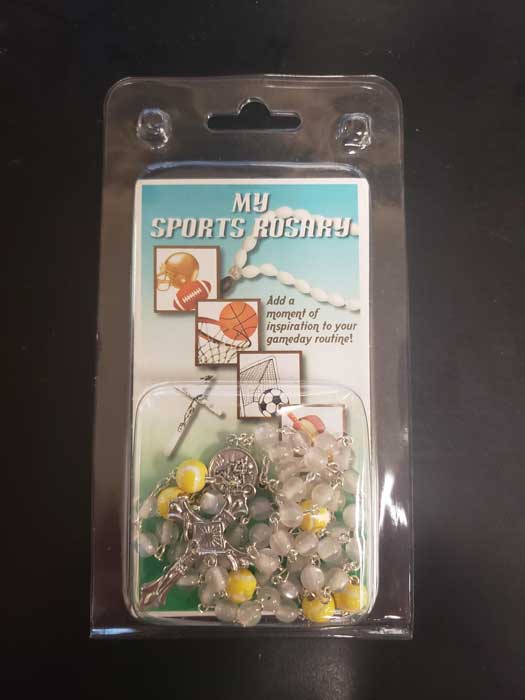 MY
SPORTS ROSARY
Add a
moment of
inspiration to your
gameday routine!